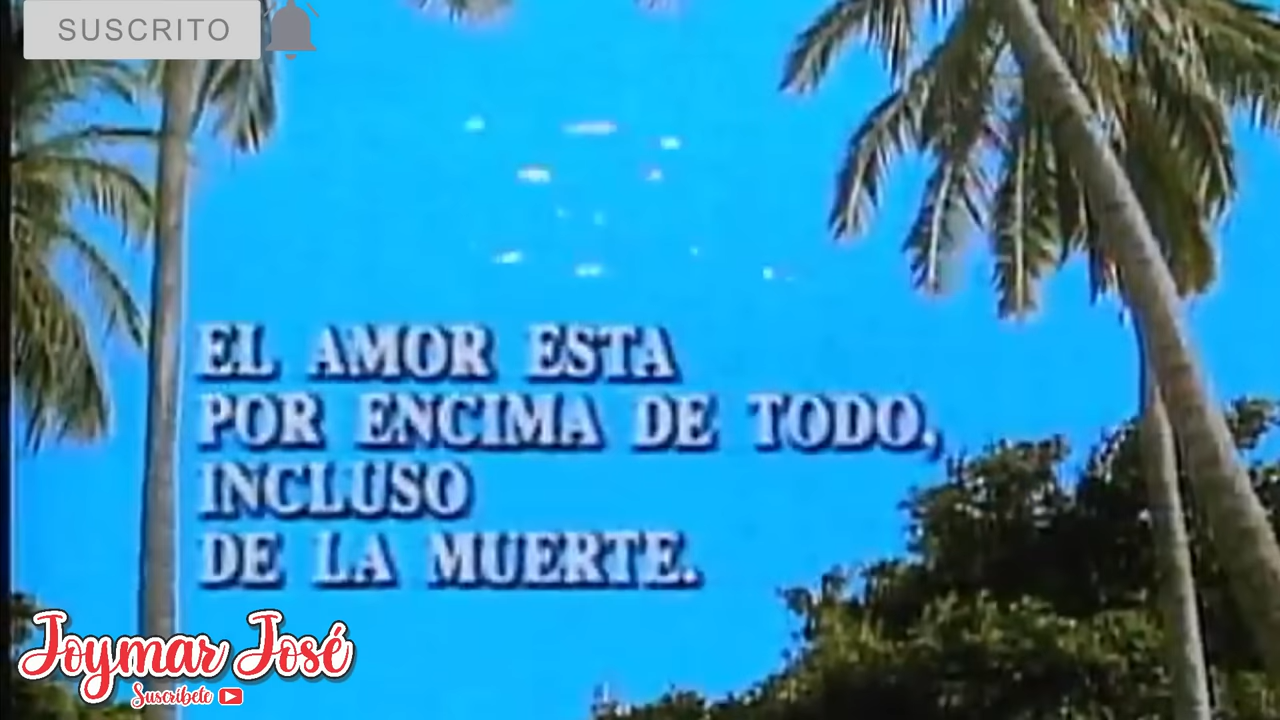 SUSCRITO
EL AMOR ESTA
POR ENCIMA DE TODO,
INCLUSO
DE LA MUERTE.
Joymar José
Suscríbete